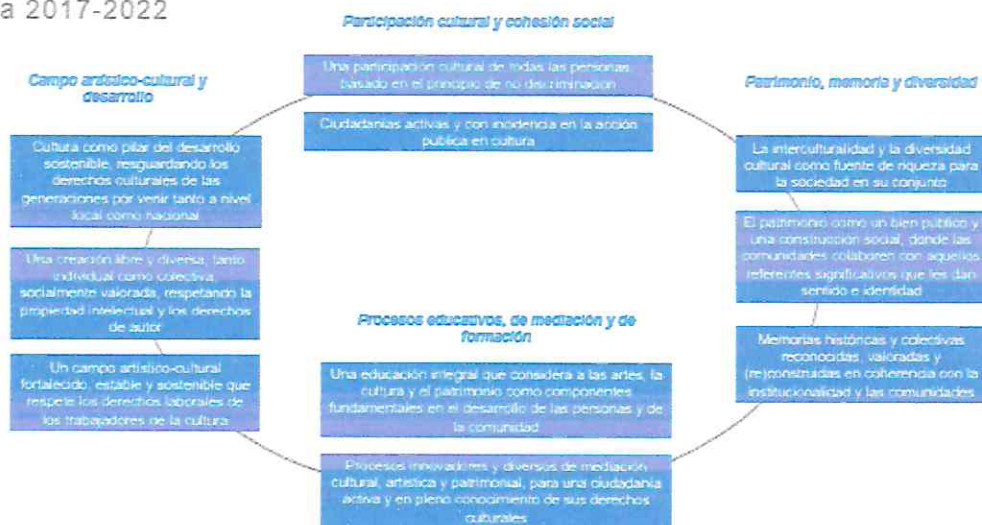 a 2017-2022
Participación cultural y cohesión social
Una participación cultural de todas las personas,
basado en el principio de no discriminación
Ciudadanías activas y con incidencia en la acción
pública en cultura
Campo artístico-cultural y
desarrollo
Cultura como pilar del desarrollo
sostenible, resguardando los
derechos culturales de las
generaciones por venir tanto a nivel
local como nacional
Una creación libre y diversa, tanto
individual como colectiva,
socialmente valorada, respetando la
propiedad intelectual y los derechos
de autor
Un campo artístico-cultural
fortalecido, estable y sostenible que
respete los derechos laborales de
los trabajadores de la cultura
Patrimonio, memoria y diversidad
La interculturalidad y la diversidad
cultural como fuente de riqueza para
la sociedad en su conjunto
El patrimonio como un bien público y
una construcción social, donde las
comunidades colaboren con aquellos
referentes significativos que les dan
sentido e identidad
Memorias históricas y colectivas
reconocidas, valoradas y
(re)construidas en coherencia con la
institucionalidad y las comunidades
Procesos educativos, de mediación y de
formación
Una educación integral que considera a las artes, la
cultura y el patrimonio como componentes
fundamentales en el desarrollo de las personas y de
la comunidad
Procesos innovadores y diversos de mediación
cultural, artística y patrimonial, para una ciudadanía
activa y en pleno conocimiento de sus derechos
culturales